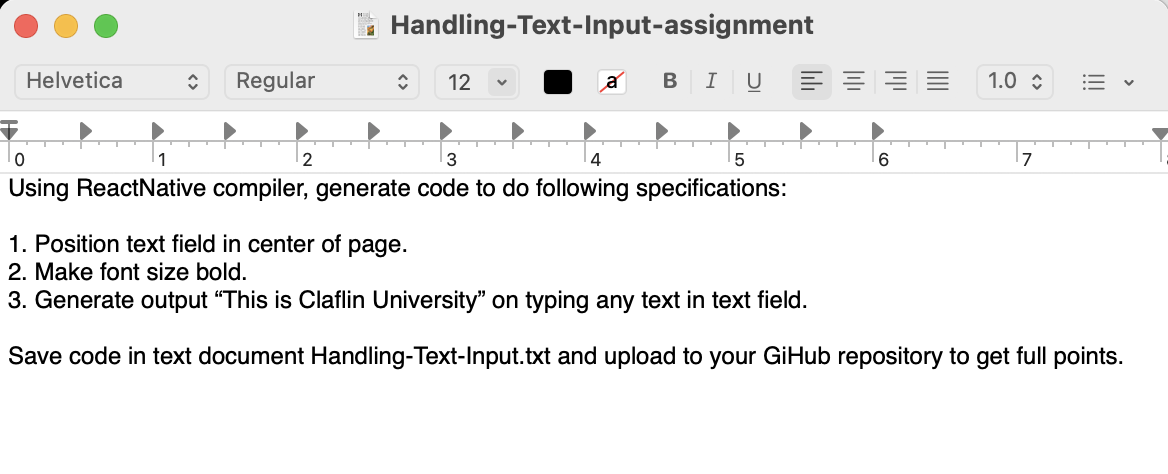 Handling-Text-Input-assignment
Helvetica Regular 12 a B I U 1.0
0 1 2 3 4 5 6 7
Using ReactNative compiler, generate code to do following specifications:
1. Position text field in center of page.
2. Make font size bold.
3. Generate output “This is Claflin University” on typing any text in text field.
Save code in text document Handling-Text-Input.txt and upload to your GiHub repository to get full points.